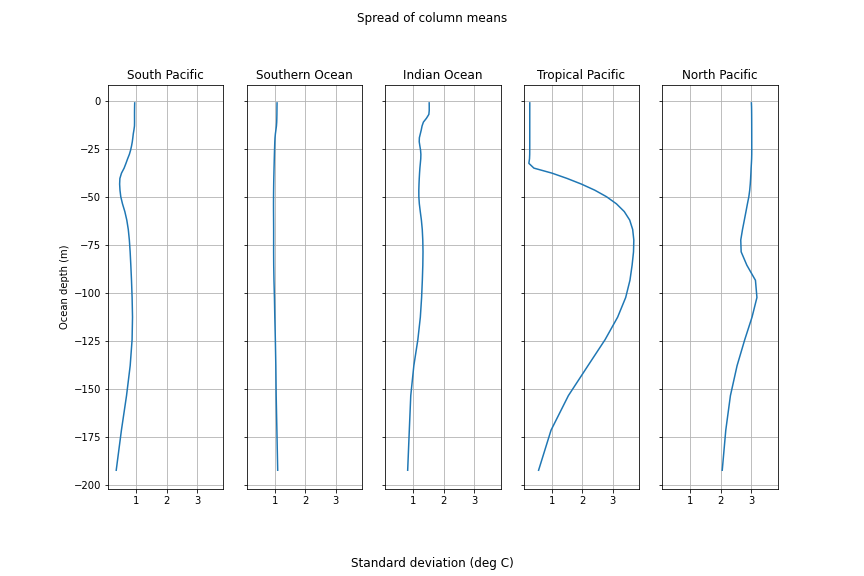 Spread of column means
South Pacific
Southern Ocean
Indian Ocean
Tropical Pacific
North Pacific
Ocean depth (m)
0
−25
−50
−75
−100
−125
−150
−175
−200
1 2 3
1 2 3
1 2 3
1 2 3
1 2 3
Standard deviation (deg C)